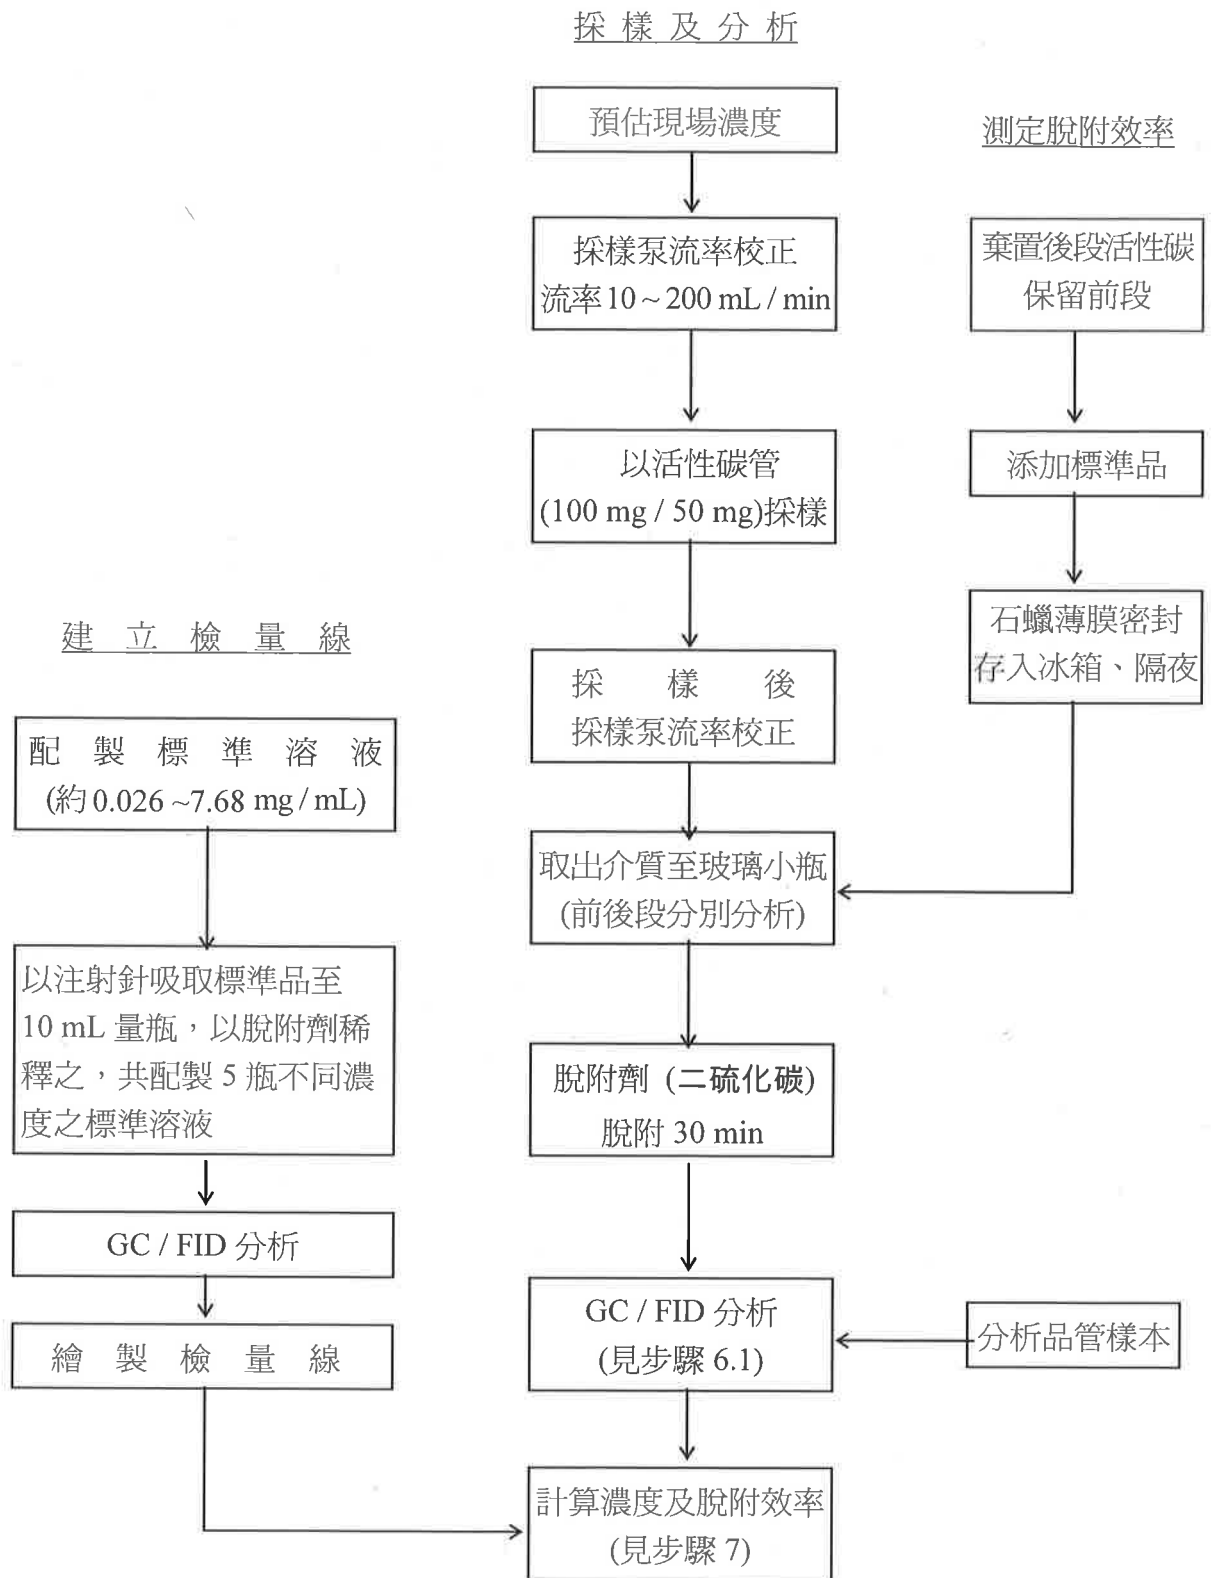 採樣及分析
預估現場濃度
採樣泵流率校正
流率10～200 mL / min
以活性碳管
(100 mg / 50 mg)採樣
採樣後
採樣泵流率校正
取出介質至玻璃小瓶
(前後段分別分析)
脫附劑 (二硫化碳)
脫附 30 min
GC / FID 分析
(見步驟 6.1)
計算濃度及脫附效率
(見步驟 7)
測定脫附效率
棄置後段活性碳
保留前段
添加標準品
石蠟薄膜密封
存入冰箱、隔夜
分析品管樣本
建立檢量線
配製標準溶液
(約 0.026 ~7.68 mg / mL)
以注射針吸取標準品至
10 mL 量瓶，以脫附劑稀
釋之，共配製 5 瓶不同濃
度之標準溶液
GC / FID 分析
繪製檢量線